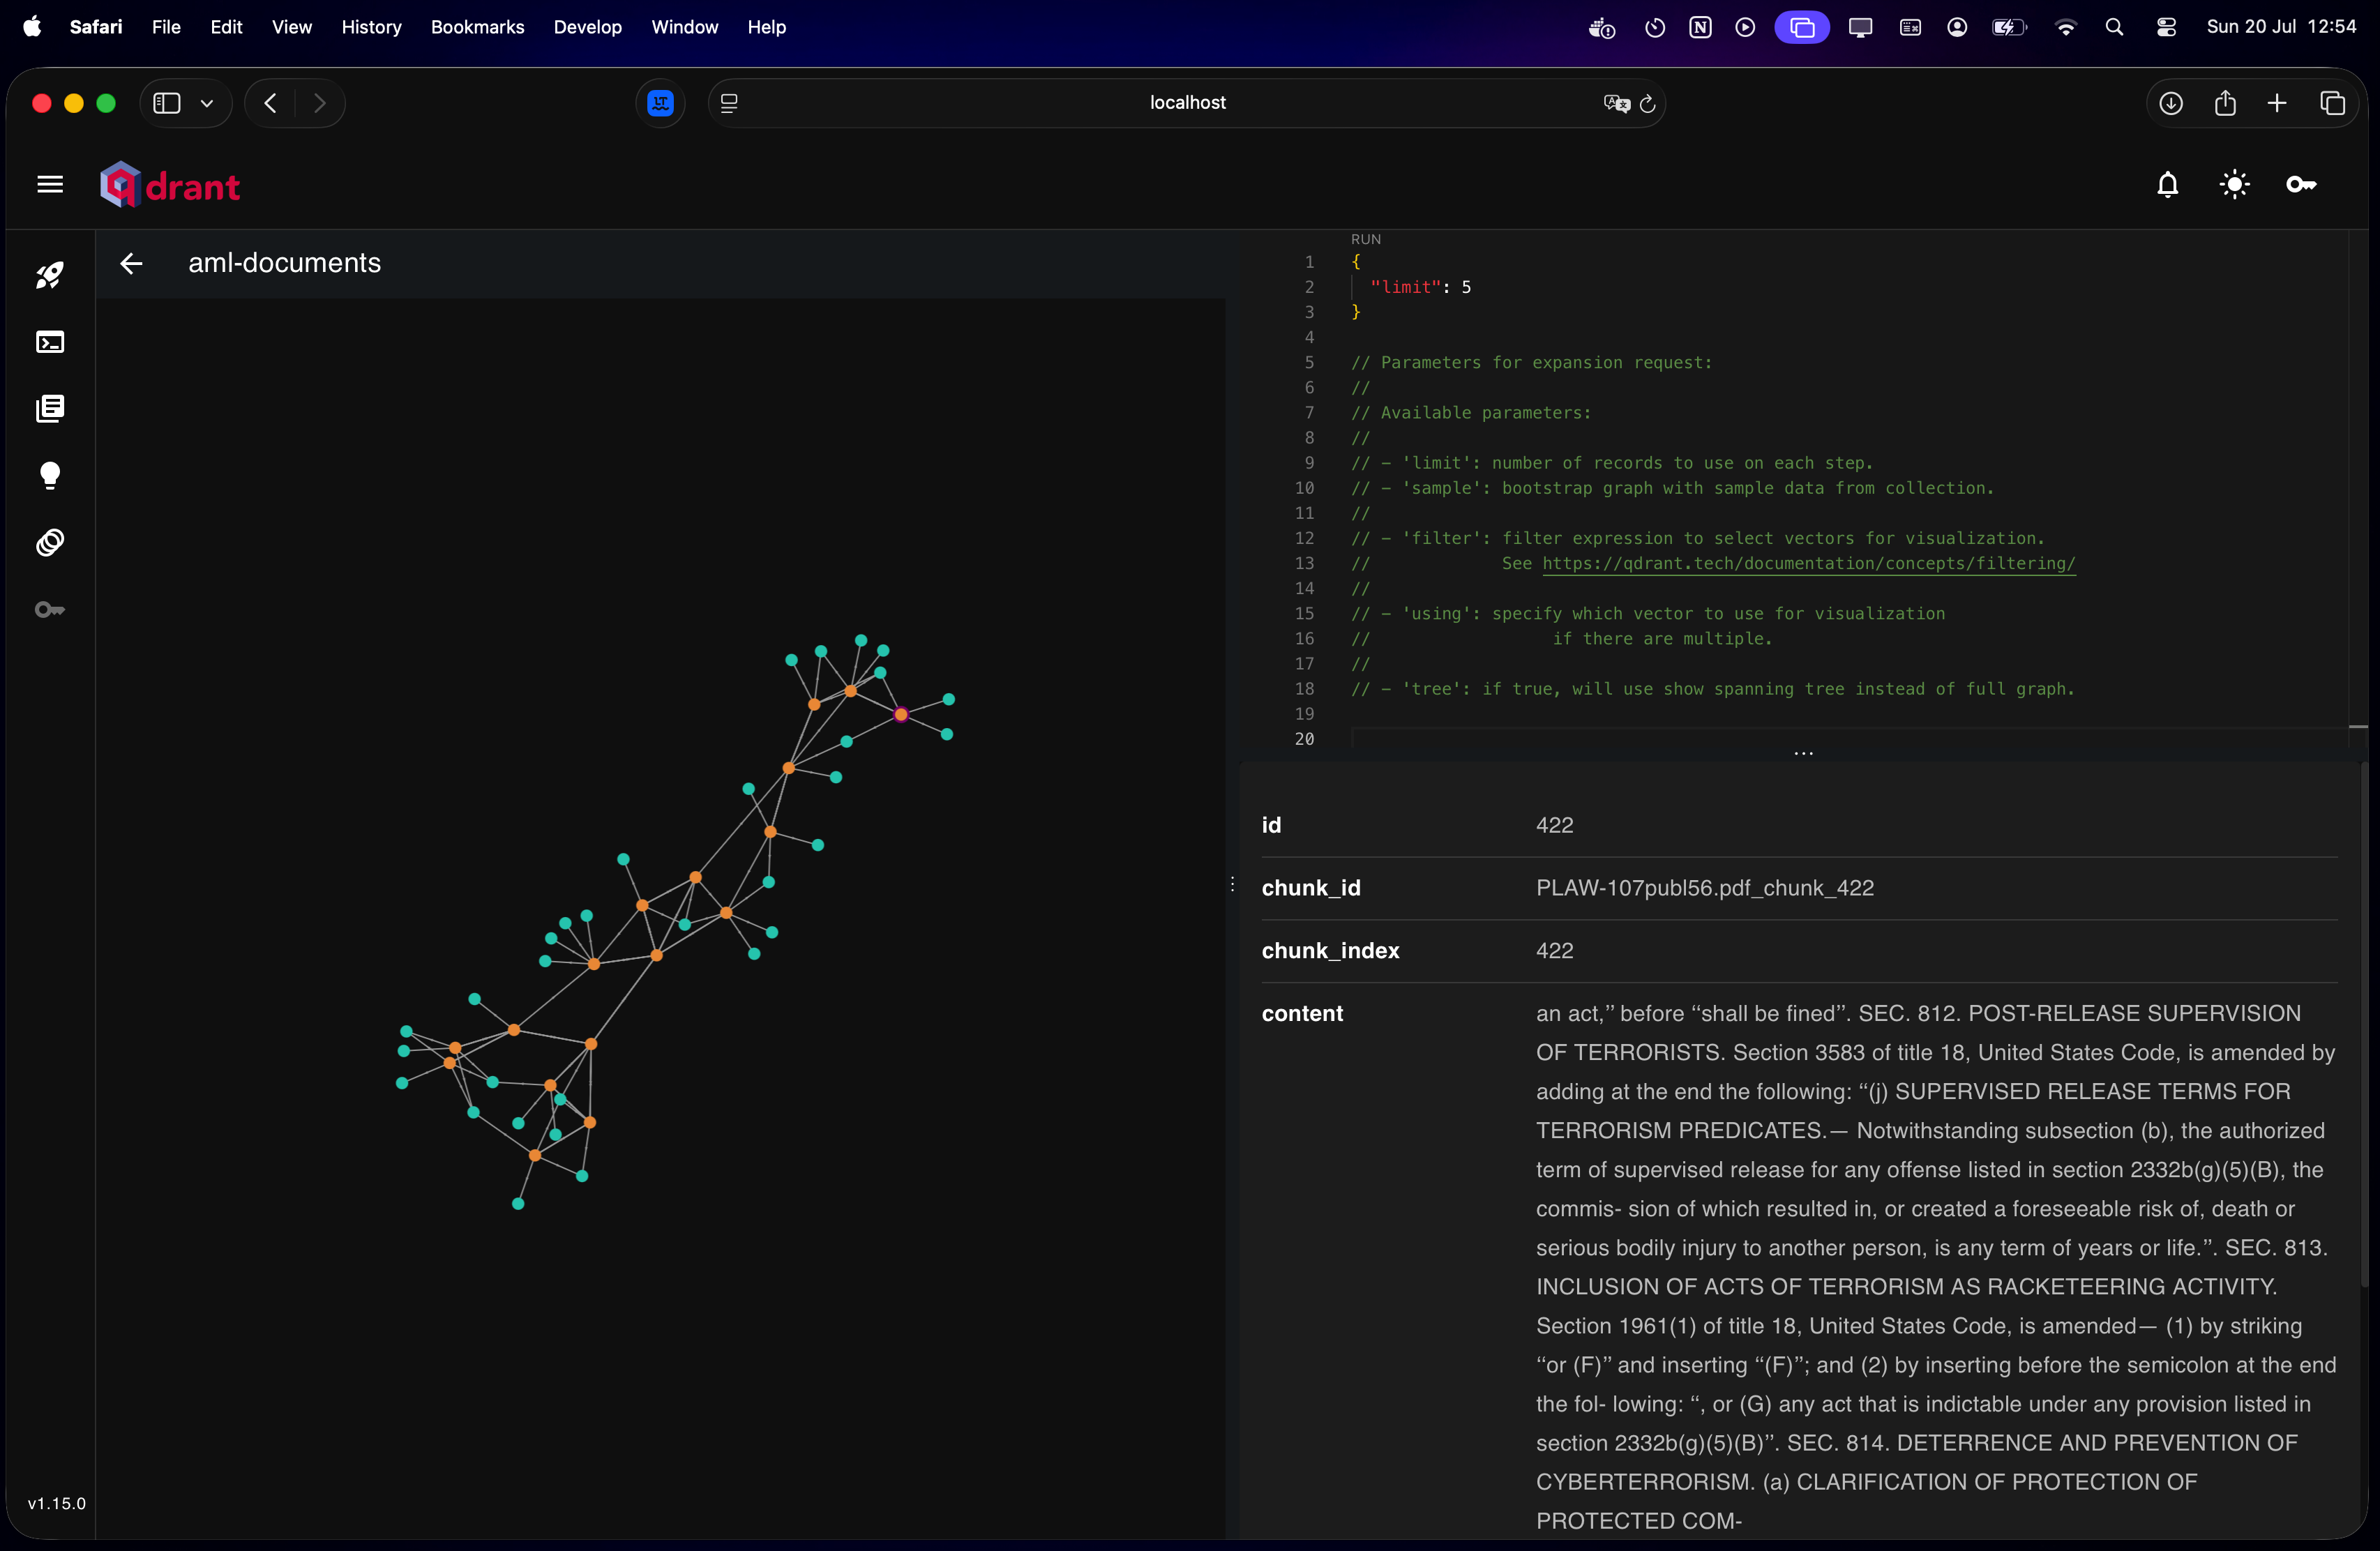 Safari File Edit View History Bookmarks Develop Window Help Sun 20 Jul 12:54
LT localhost
qdrant
aml-documents
RUN
1 {
2 "limit": 5
3 }
4
5 // Parameters for expansion request:
6 //
7 // Available parameters:
8 //
9 // - 'limit': number of records to use on each step.
10 // - 'sample': bootstrap graph with sample data from collection.
11 //
12 // - 'filter': filter expression to select vectors for visualization.
13 // See https://qdrant.tech/documentation/concepts/filtering/
14 //
15 // - 'using': specify which vector to use for visualization
16 // if there are multiple.
17 //
18 // - 'tree': if true, will use show spanning tree instead of full graph.
19
20
id 422
chunk_id PLAW-107publ56.pdf_chunk_422
chunk_index 422
content an act,’’ before ‘‘shall be fined’’. SEC. 812. POST-RELEASE SUPERVISION
OF TERRORISTS. Section 3583 of title 18, United States Code, is amended by
adding at the end the following: ‘‘(j) SUPERVISED RELEASE TERMS FOR
TERRORISM PREDICATES.— Notwithstanding subsection (b), the authorized
term of supervised release for any offense listed in section 2332b(g)(5)(B), the
commis- sion of which resulted in, or created a foreseeable risk of, death or
serious bodily injury to another person, is any term of years or life.’’. SEC. 813.
INCLUSION OF ACTS OF TERRORISM AS RACKETEERING ACTIVITY.
Section 1961(1) of title 18, United States Code, is amended— (1) by striking
‘‘or (F)’’ and inserting ‘‘(F)’’; and (2) by inserting before the semicolon at the end
the fol- lowing: ‘‘, or (G) any act that is indictable under any provision listed in
section 2332b(g)(5)(B)’’. SEC. 814. DETERRENCE AND PREVENTION OF
CYBERTERRORISM. (a) CLARIFICATION OF PROTECTION OF
PROTECTED COM-
v1.15.0